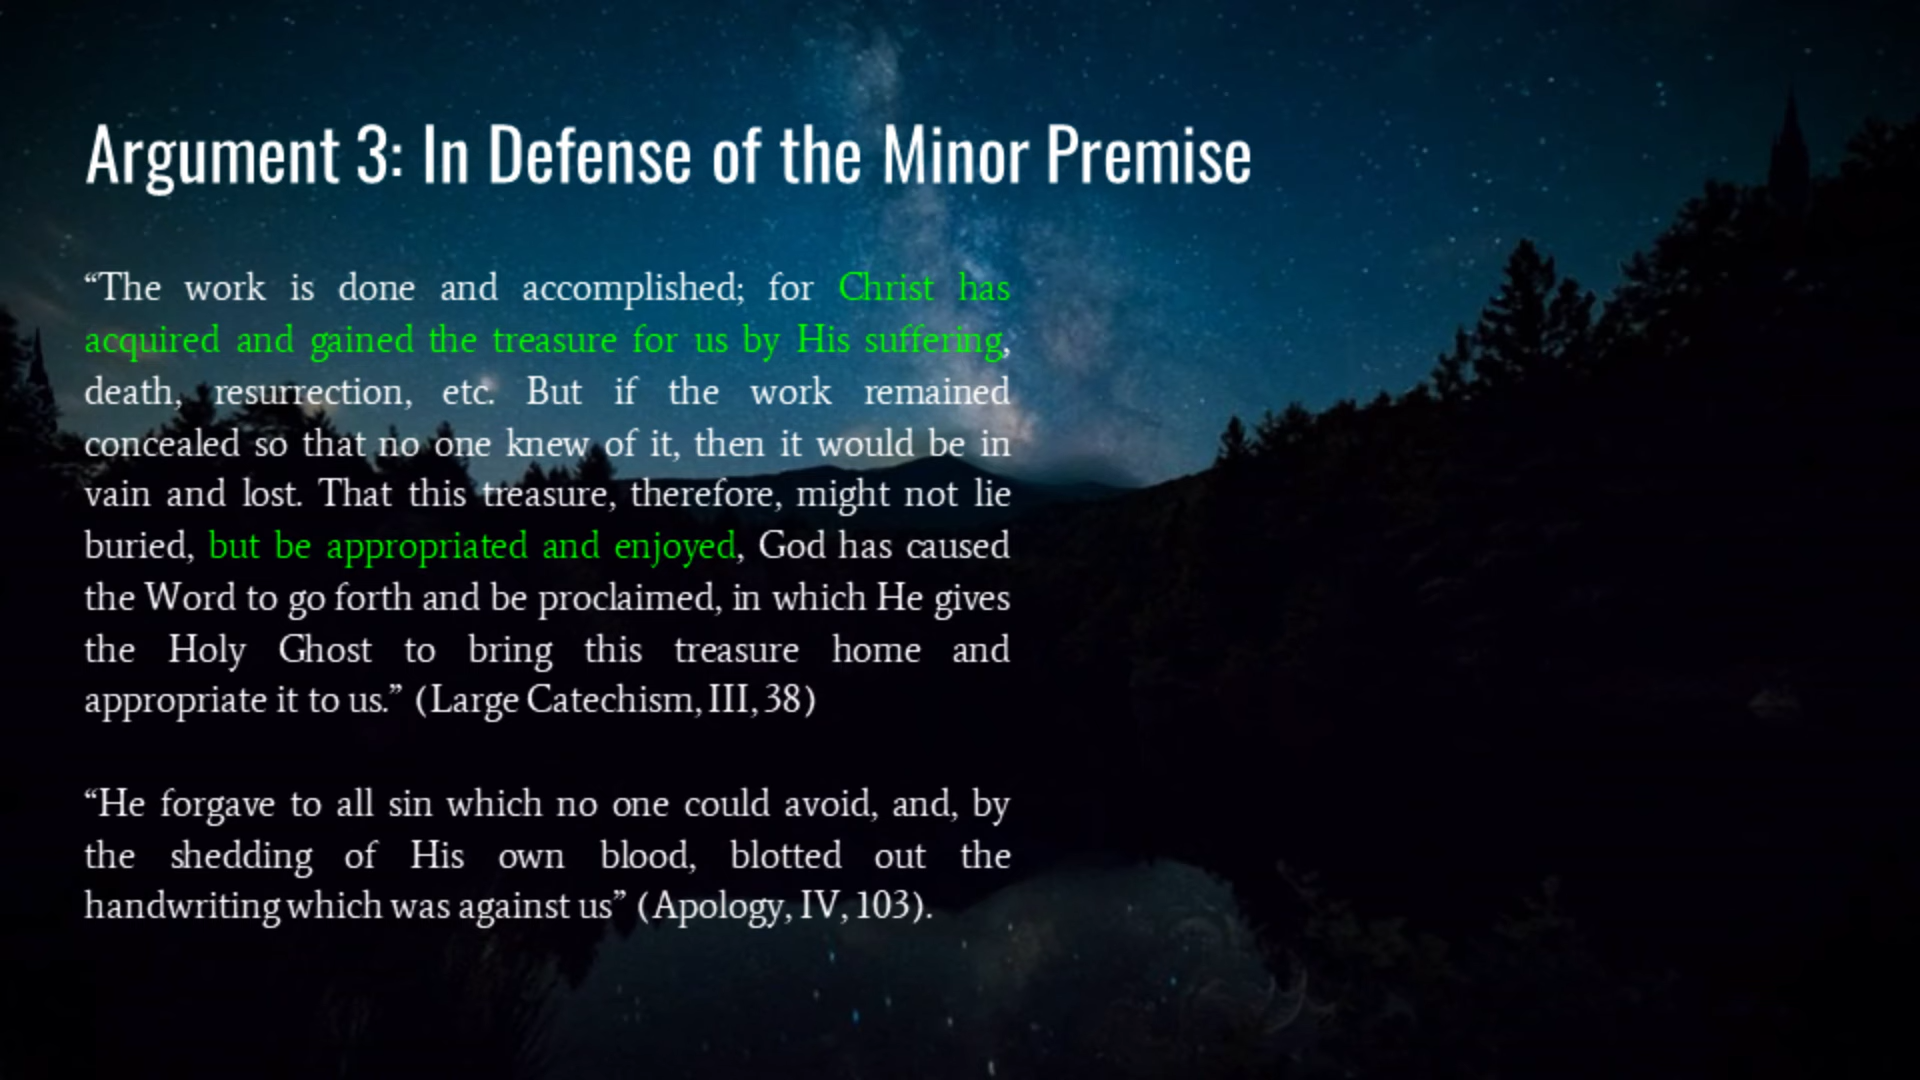 Argument 3: In Defense of the Minor Premise
“The work is done and accomplished; for Christ has
acquired and gained the treasure for us by His suffering,
death, resurrection, etc. But if the work remained
concealed so that no one knew of it, then it would be in
vain and lost. That this treasure, therefore, might not lie
buried, but be appropriated and enjoyed, God has caused
the Word to go forth and be proclaimed, in which He gives
the Holy Ghost to bring this treasure home and
appropriate it to us.” (Large Catechism, III, 38)
“He forgave to all sin which no one could avoid, and, by
the shedding of His own blood, blotted out the
handwriting which was against us” (Apology, IV, 103).